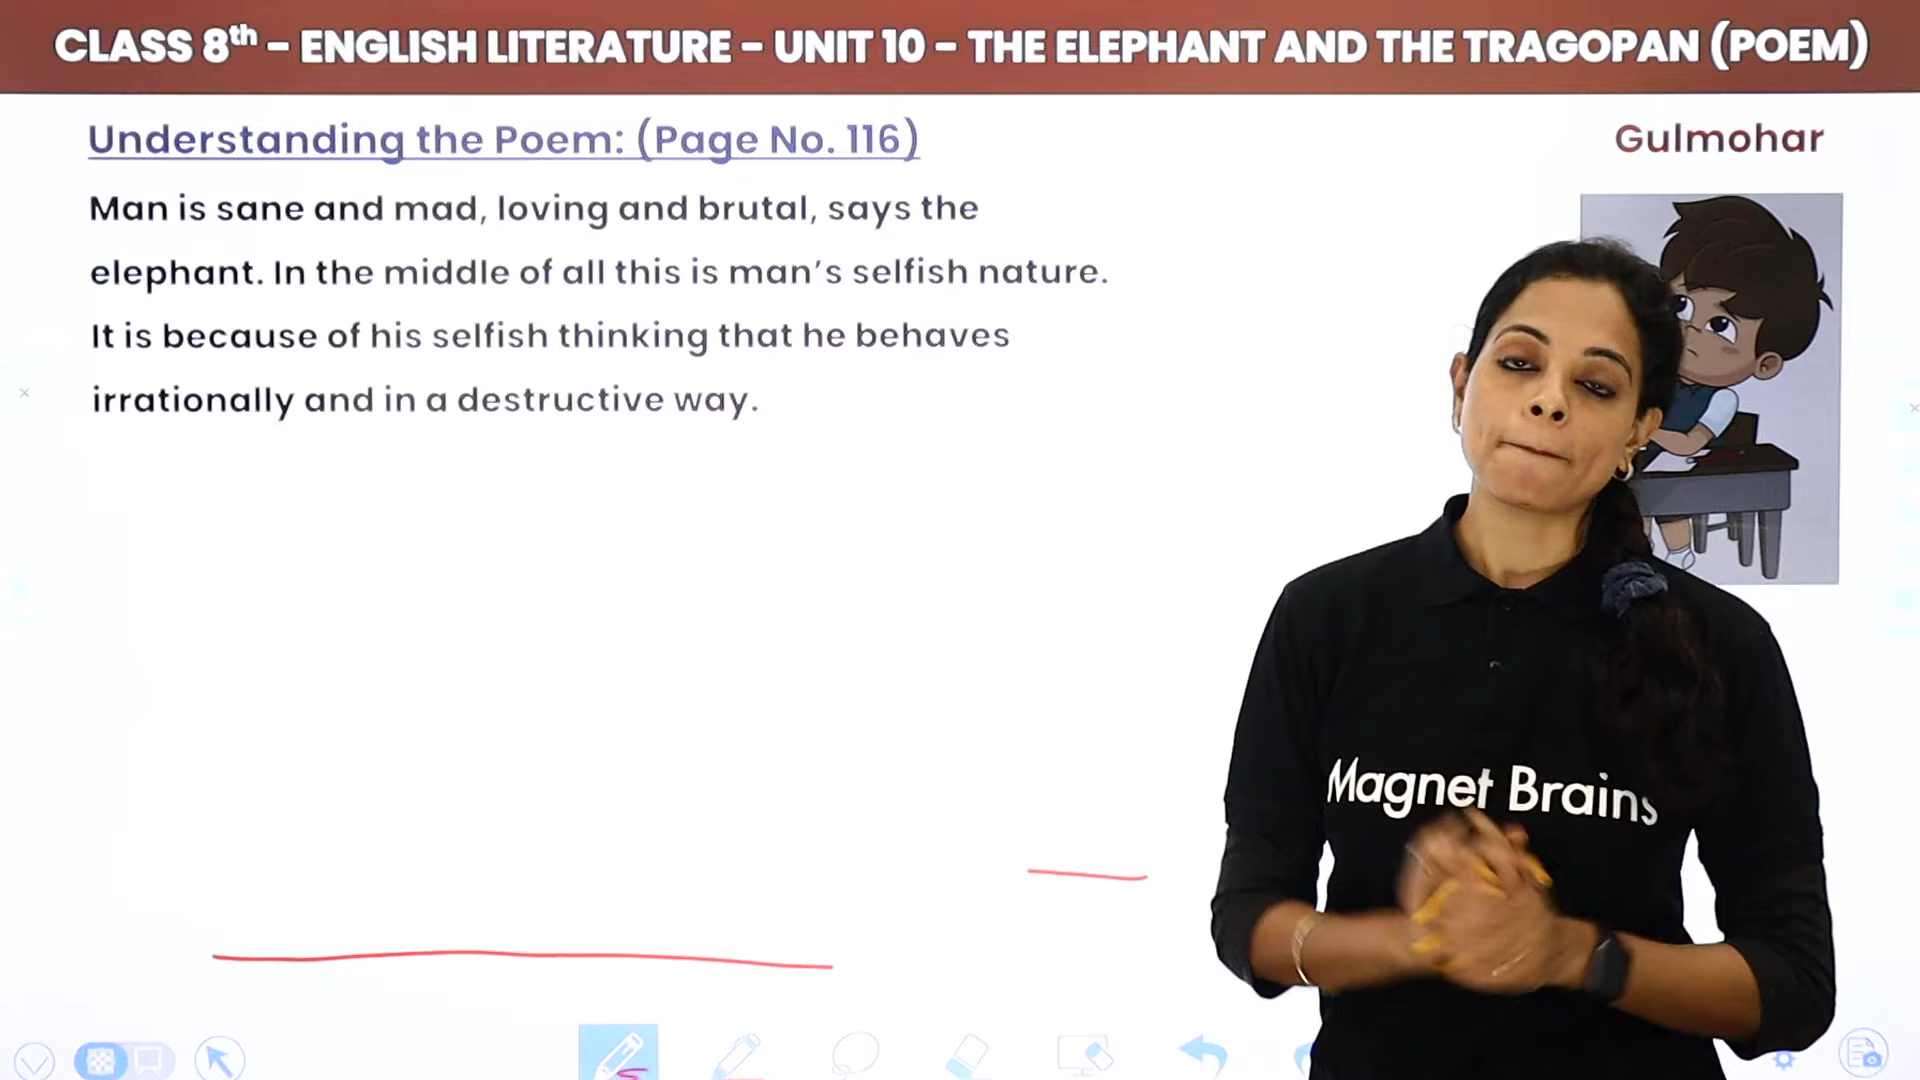 CLASS 8th - ENGLISH LITERATURE - UNIT 10 - THE ELEPHANT AND THE TRAGOPAN (POEM)
Understanding the Poem: (Page No. 116)
Gulmohar
Man is sane and mad, loving and brutal, says the
elephant. In the middle of all this is man's selfish nature.
It is because of his selfish thinking that he behaves
irrationally and in a destructive way.
Magnet Brains